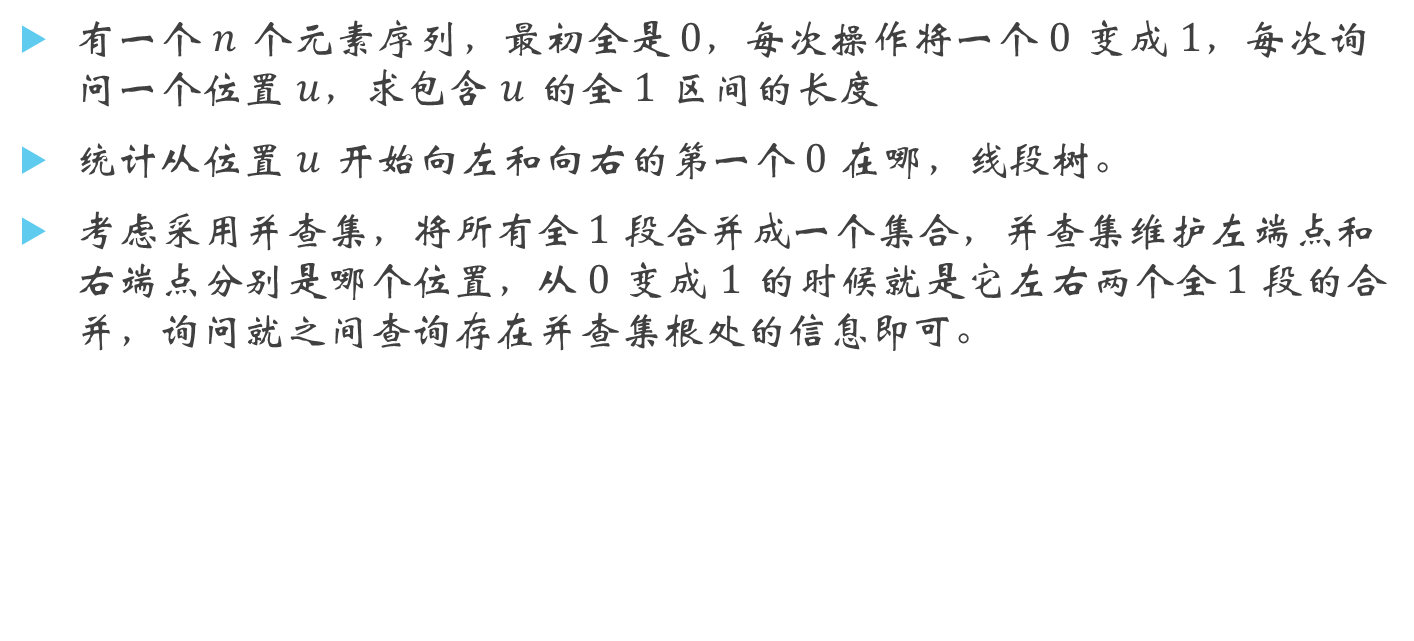 有一个 n 个元素序列，最初全是 0，每次操作将一个 0 变成 1，每次询
问一个位置 u，求包含 u 的全 1 区间的长度
统计从位置 u 开始向左和向右的第一个 0 在哪，线段树。
考虑采用并查集，将所有全 1 段合并成一个集合，并查集维护左端点和
右端点分别是哪个位置，从 0 变成 1 的时候就是它左右两个全 1 段的合
并，询问就之间查询存在并查集根处的信息即可。